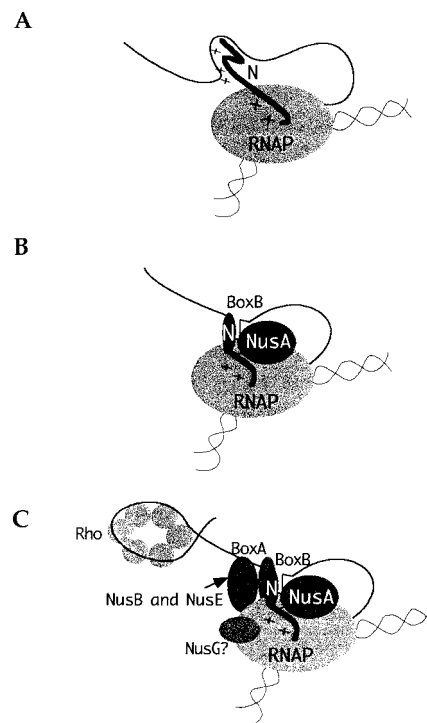 A
N
RNAP
B
BoxB
N
NusA
RNAP
C
Rho
BoxA
BoxB
NusB and NusE
N
NusA
NusG?
RNAP